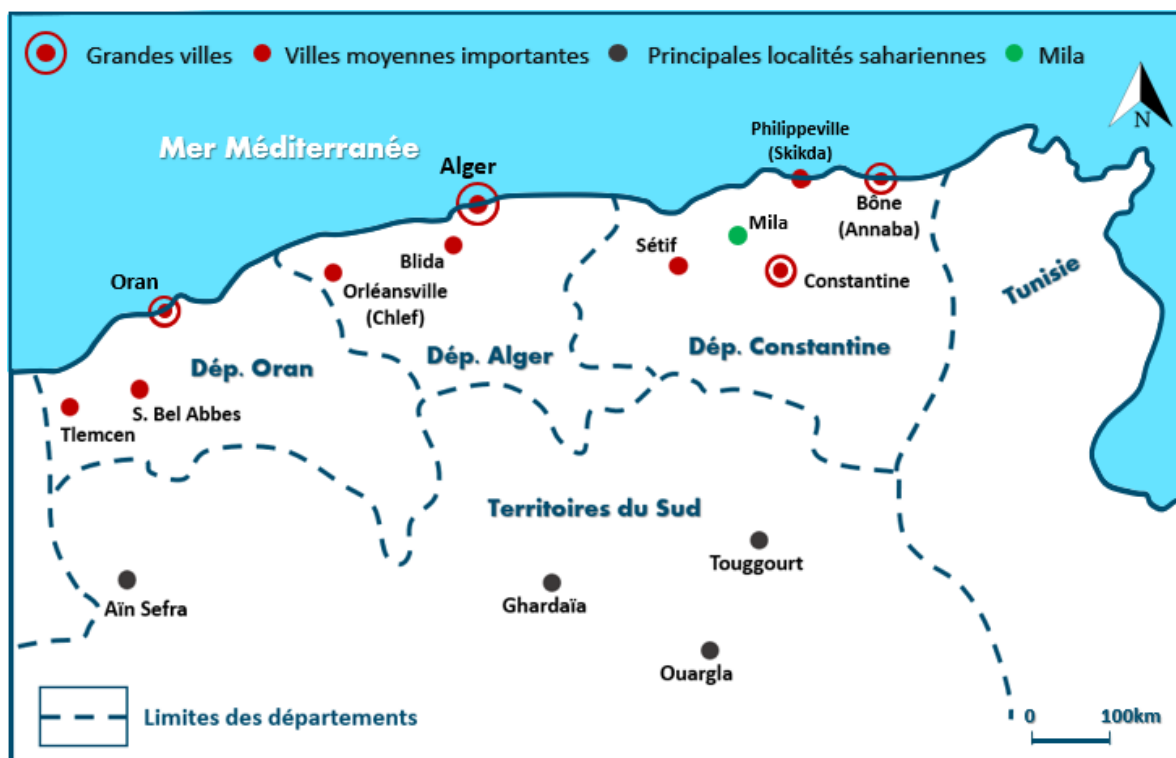 Grandes villes
Villes moyennes importantes
Principales localités sahariennes
Mila
N
Mer Méditerranée
Philippeville
(Skikda)
Alger
Bône
(Annaba)
Mila
Sétif
Blida
Oran
Orléansville
(Chlef)
Constantine
Tunisie
Dép. Oran
Dép. Alger
Dép. Constantine
S. Bel Abbes
Tlemcen
Territoires du Sud
Touggourt
Aïn Sefra
Ghardaïa
Ouargla
Limites des départements
0 100km